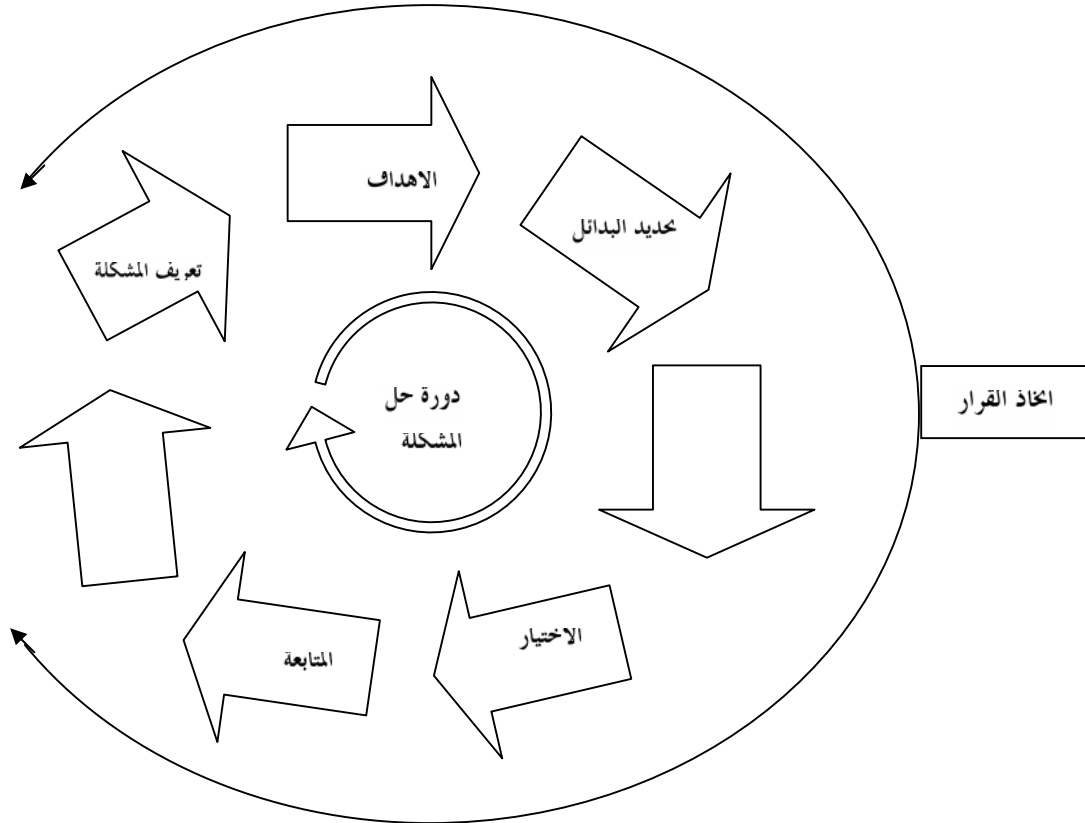 الاهداف
تحديد البدائل
تعريف المشكلة
دورة حل
المشكلة
اتخاذ القرار
الاختيار
المتابعة